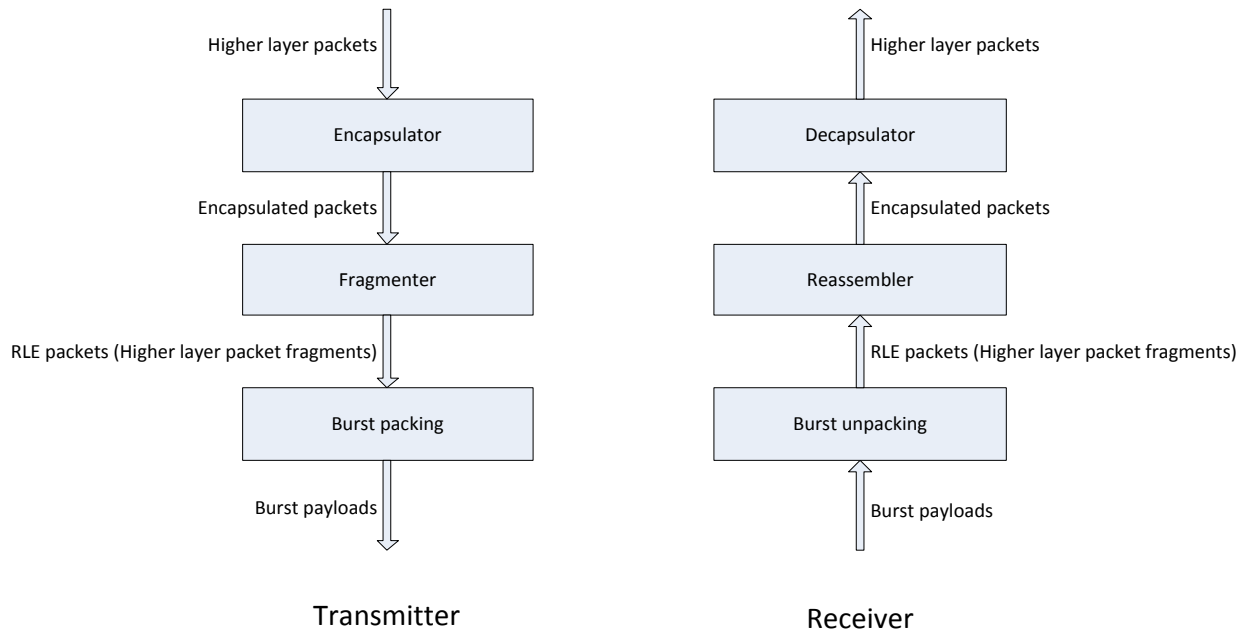 Higher layer packets
Encapsulator
Encapsulated packets
Fragmenter
RLE packets (Higher layer packet fragments)
Burst packing
Burst payloads
Transmitter
Higher layer packets
Decapsulator
Encapsulated packets
Reassembler
RLE packets (Higher layer packet fragments)
Burst unpacking
Burst payloads
Receiver